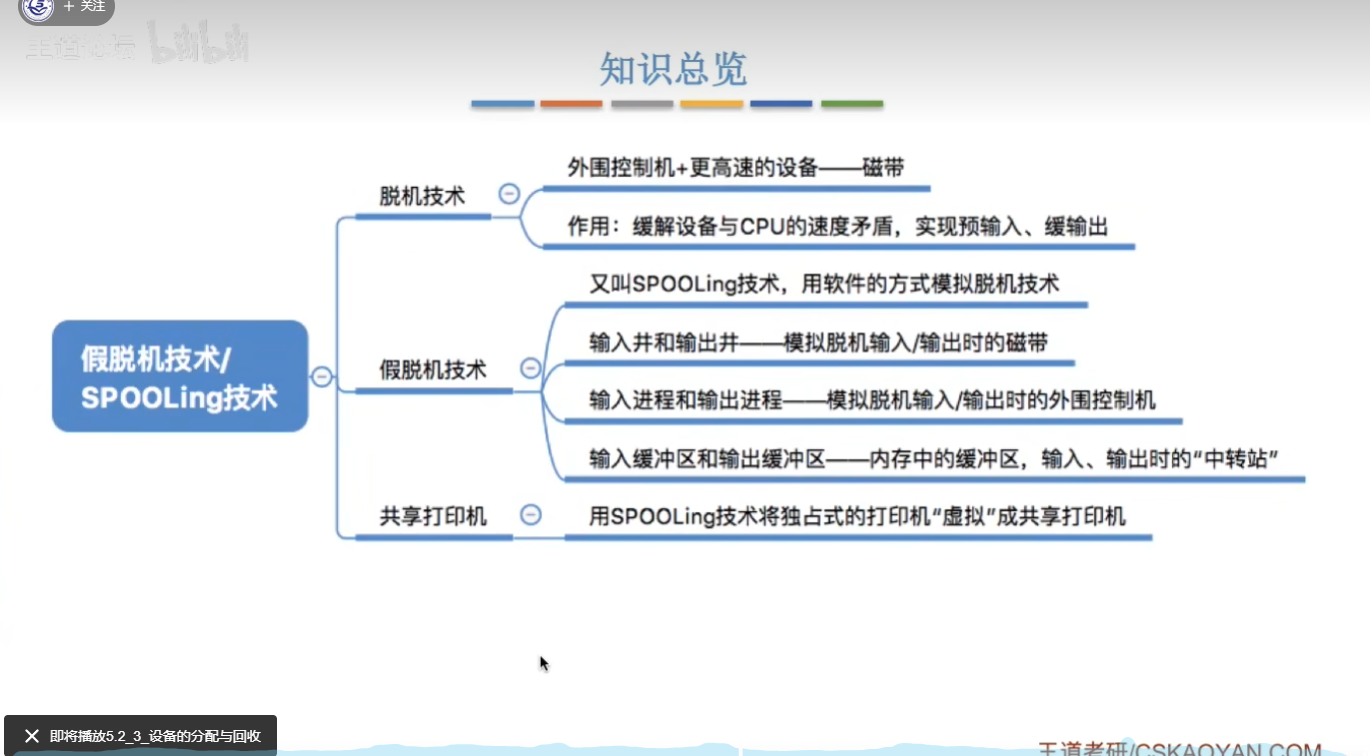 + 关注
王道论坛 bilibili
知识总览
外围控制机+更高速的设备——磁带
脱机技术
作用：缓解设备与CPU的速度矛盾，实现预输入、缓输出
又叫SPOOLing技术，用软件的方式模拟脱机技术
输入井和输出井——模拟脱机输入/输出时的磁带
假脱机技术/
SPOOLing技术
假脱机技术
输入进程和输出进程——模拟脱机输入/输出时的外围控制机
输入缓冲区和输出缓冲区——内存中的缓冲区，输入、输出时的“中转站”
共享打印机
用SPOOLing技术将独占式的打印机“虚拟”成共享打印机
即将播放5.2_3_设备的分配与回收
王道考研/CSKAOYAN.COM